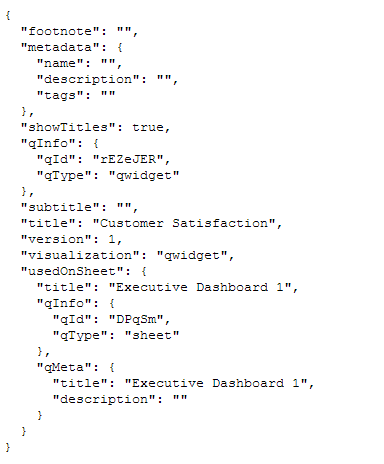 {
  "footnote": "",
  "metadata": {
    "name": "",
    "description": "",
    "tags": ""
  },
  "showTitles": true,
  "qInfo": {
    "qId": "rEZeJER",
    "qType": "qwidget"
  },
  "subtitle": "",
  "title": "Customer Satisfaction",
  "version": 1,
  "visualization": "qwidget",
  "usedOnSheet": {
    "title": "Executive Dashboard 1",
    "qInfo": {
      "qId": "DPqSm",
      "qType": "sheet"
    },
    "qMeta": {
      "title": "Executive Dashboard 1",
      "description": ""
    }
  }
}